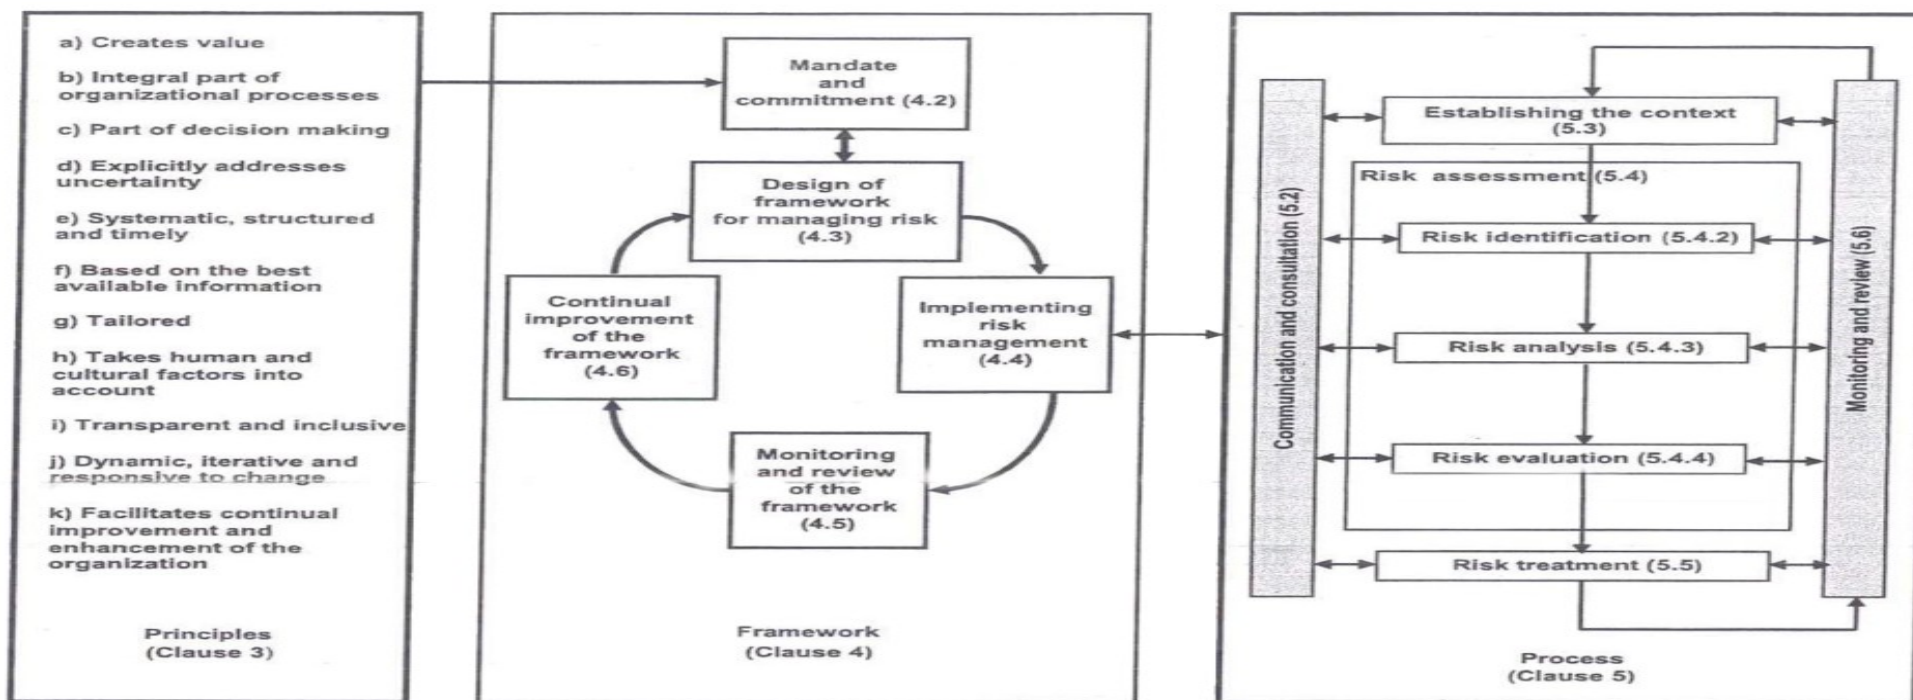 a) Creates value
b) Integral part of
organizational processes
c) Part of decision making
d) Explicitly addresses
uncertainty
e) Systematic, structured
and timely
f) Based on the best
available information
g) Tailored
h) Takes human and
cultural factors into
account
i) Transparent and inclusive
j) Dynamic, iterative and
responsive to change
k) Facilitates continual
improvement and
enhancement of the
organization
Principles
(Clause 3)
Mandate
and
commitment (4.2)
Design of
framework
for managing risk
(4.3)
Continual
improvement
of the
framework
(4.6)
Implementing
risk
management
(4.4)
Monitoring
and review
of the
framework
(4.5)
Framework
(Clause 4)
Communication and consultation (5.2)
Establishing the context
(5.3)
Risk assessment (5.4)
Risk identification (5.4.2)
Risk analysis (5.4.3)
Risk evaluation (5.4.4)
Risk treatment (5.5)
Monitoring and review (5.6)
Process
(Clause 5)